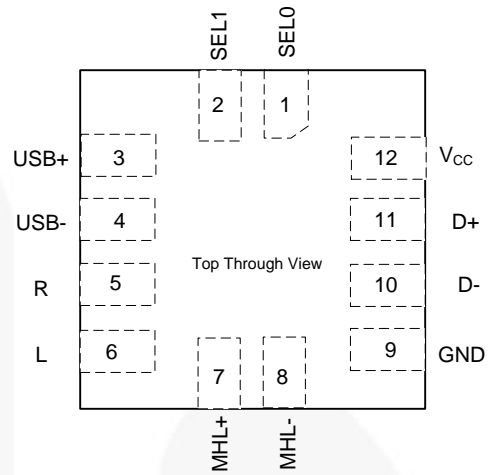 SEL1
SEL0
2
1
USB+
3
12
VCC
USB-
4
11
D+
Top Through View
R
5
10
D-
L
6
9
GND
7
8
MHL+
MHL-